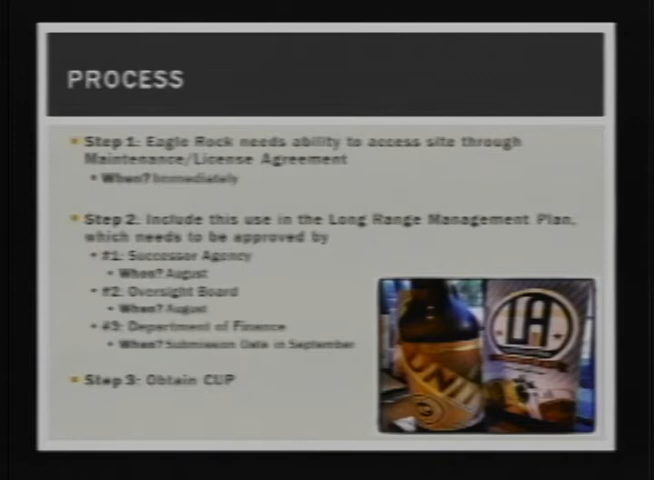 PROCESS
Step 1: Eagle Rock needs ability to access site through
Maintenance/License Agreement
When? Immediately
Step 2: Include this use in the Long Range Management Plan,
which needs to be approved by
#1: Successor Agency
When? August
#2: Oversight Board
When? August
#3: Department of Finance
When? Submission Date in September
Step 3: Obtain CUP
LA